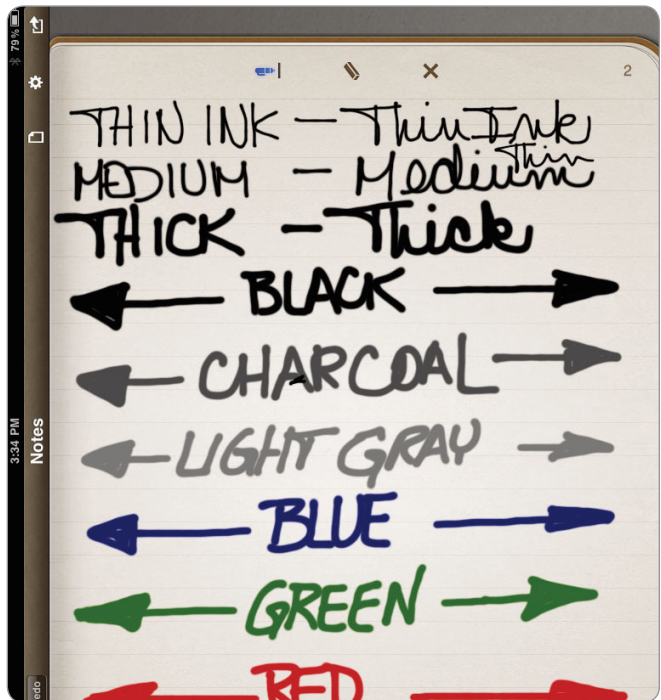 79%
3:34 PM
Notes
edo
2
THIN INK — Thin Ink
Thin
MEDIUM — Medium
THICK — Thick
BLACK
CHARCOAL
LIGHT GRAY
BLUE
GREEN
RED